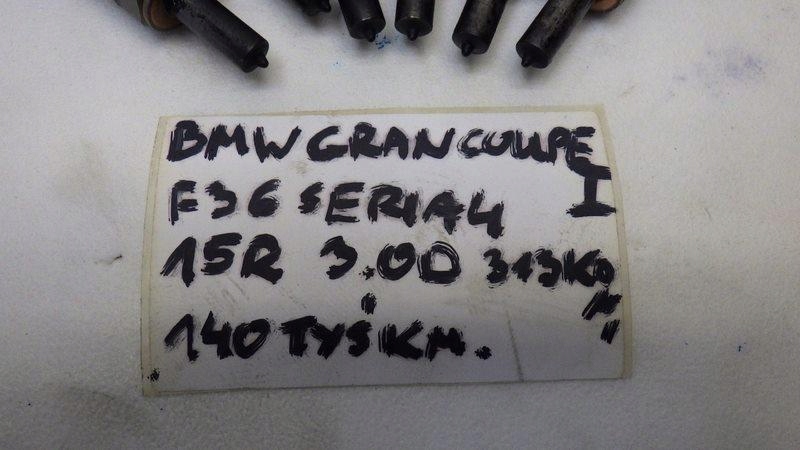 BMW GRAN COUPE I
F36 SERIA 4
15R 3.0D 313KM
140 TYS KM.